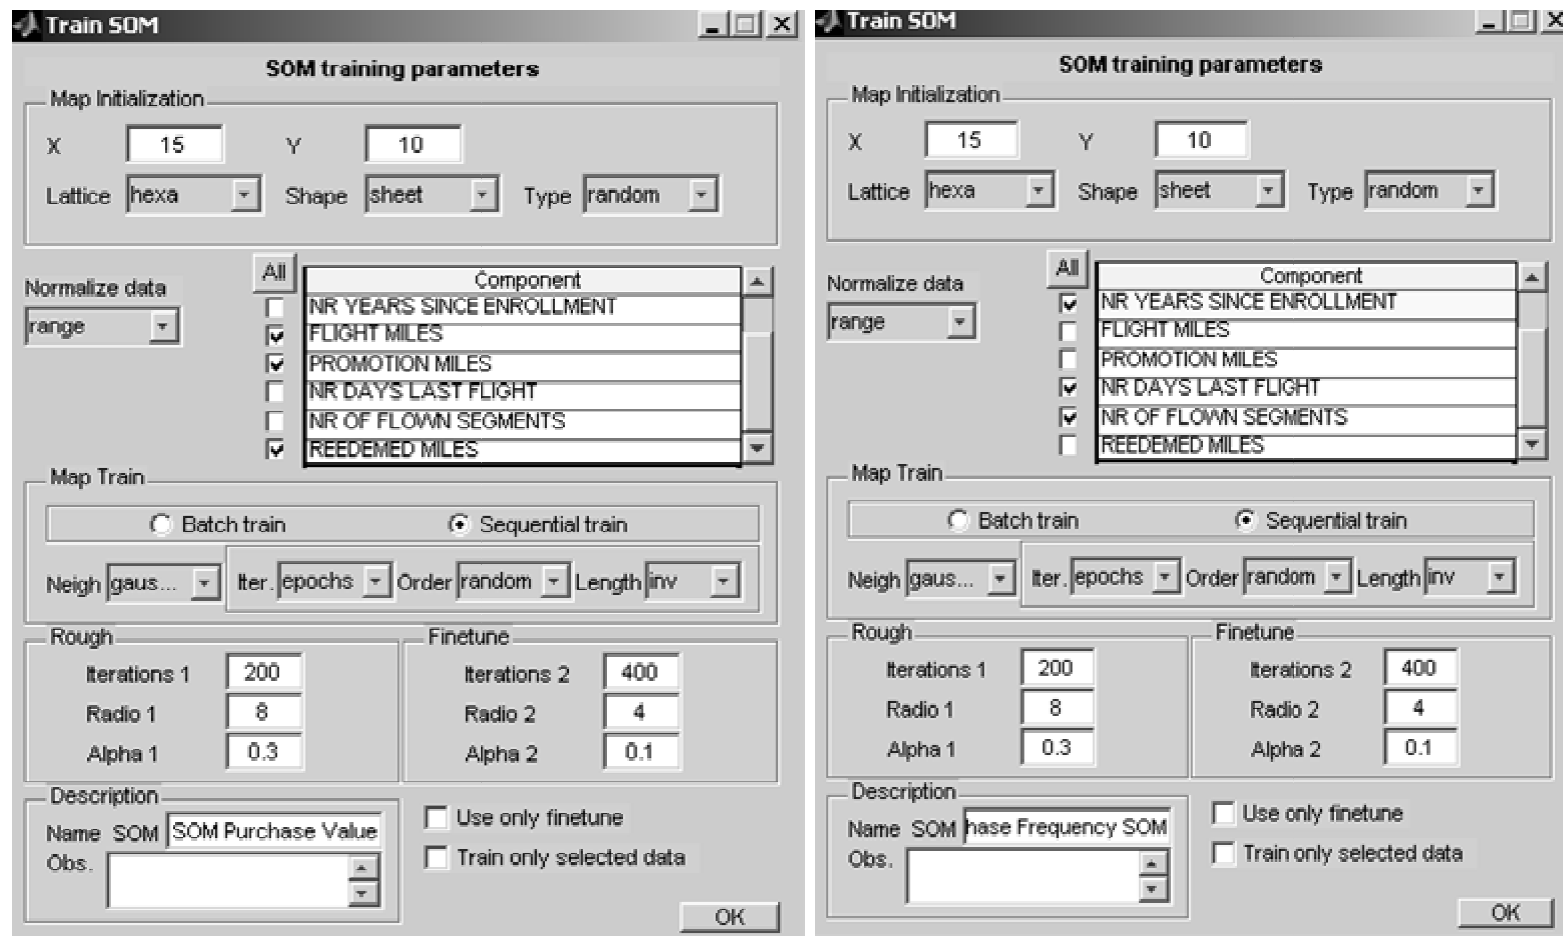 Train SOM
SOM training parameters
Map Initialization
X 15 Y 10
Lattice hexa Shape sheet Type random
Normalize data
range
All
Component
NR YEARS SINCE ENROLLMENT
FLIGHT MILES
PROMOTION MILES
NR DAYS LAST FLIGHT
NR OF FLOWN SEGMENTS
REEDEMED MILES
Map Train
Batch train Sequential train
Neigh gaus... Iter. epochs Order random Length inv
Rough
Iterations 1 200
Radio 1 8
Alpha 1 0.3
Finetune
Iterations 2 400
Radio 2 4
Alpha 2 0.1
Description
Name SOM SOM Purchase Value
Obs.
Use only finetune
Train only selected data
OK
Train SOM
SOM training parameters
Map Initialization
X 15 Y 10
Lattice hexa Shape sheet Type random
Normalize data
range
All
Component
NR YEARS SINCE ENROLLMENT
FLIGHT MILES
PROMOTION MILES
NR DAYS LAST FLIGHT
NR OF FLOWN SEGMENTS
REEDEMED MILES
Map Train
Batch train Sequential train
Neigh gaus... Iter. epochs Order random Length inv
Rough
Iterations 1 200
Radio 1 8
Alpha 1 0.3
Finetune
Iterations 2 400
Radio 2 4
Alpha 2 0.1
Description
Name SOM hase Frequency SOM
Obs.
Use only finetune
Train only selected data
OK